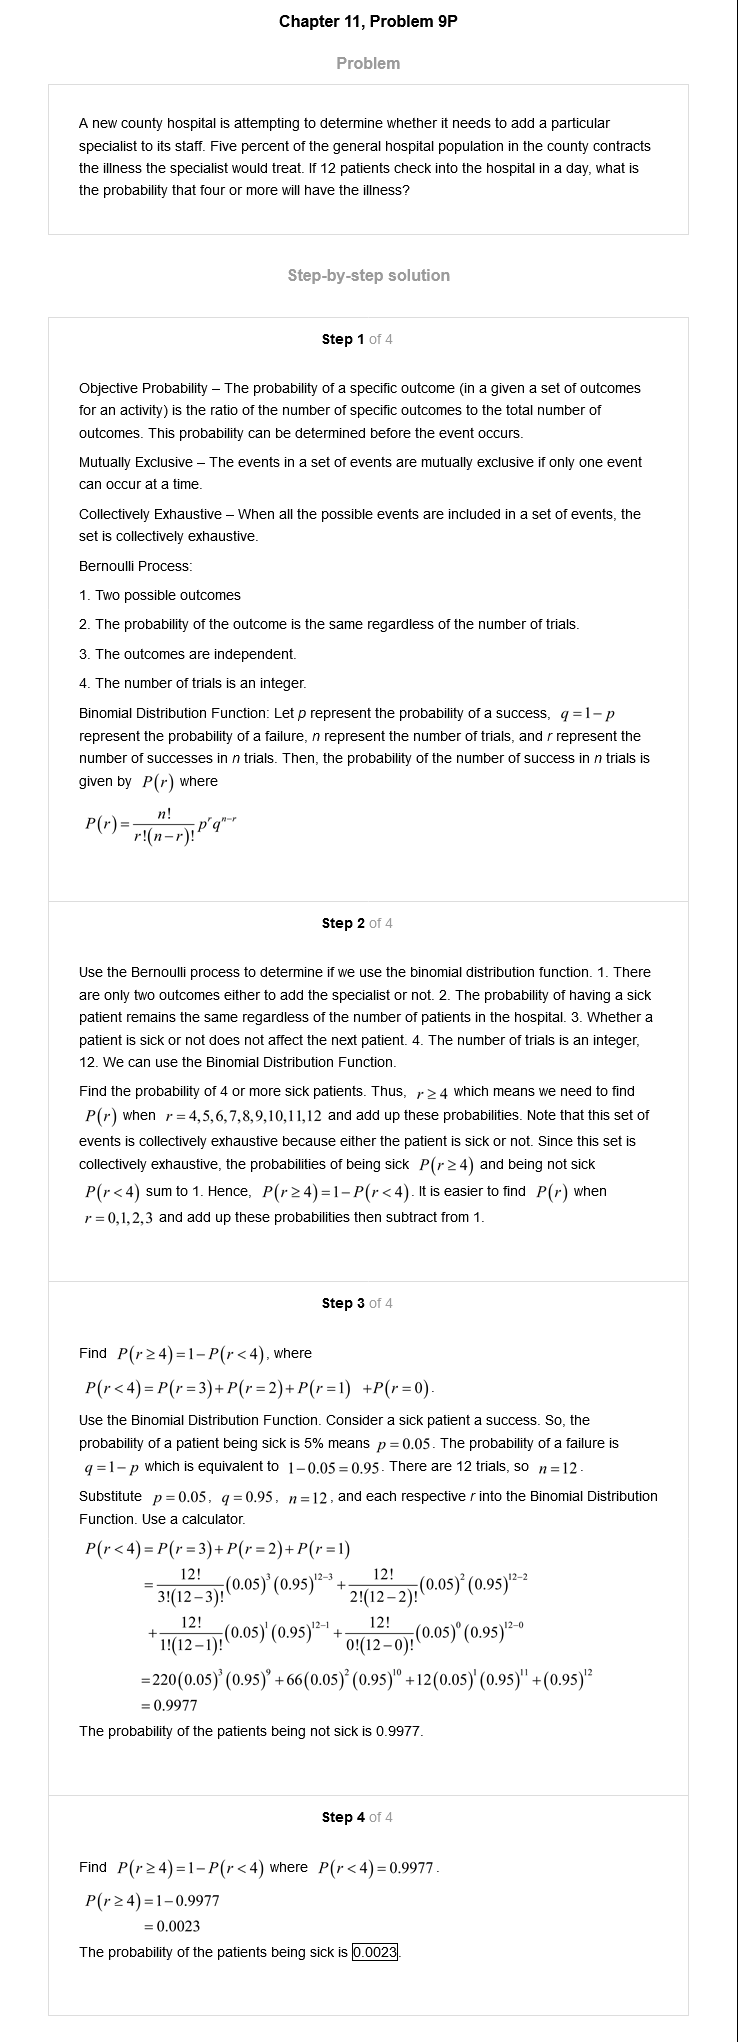 Chapter 11, Problem 9P
Problem
A new county hospital is attempting to determine whether it needs to add a particular
specialist to its staff. Five percent of the general hospital population in the county contracts
the illness the specialist would treat. If 12 patients check into the hospital in a day, what is
the probability that four or more will have the illness?
Step-by-step solution
Step 1 of 4
Objective Probability – The probability of a specific outcome (in a given a set of outcomes
for an activity) is the ratio of the number of specific outcomes to the total number of
outcomes. This probability can be determined before the event occurs.
Mutually Exclusive – The events in a set of events are mutually exclusive if only one event
can occur at a time.
Collectively Exhaustive – When all the possible events are included in a set of events, the
set is collectively exhaustive.
Bernoulli Process:
1. Two possible outcomes
2. The probability of the outcome is the same regardless of the number of trials.
3. The outcomes are independent.
4. The number of trials is an integer.
Binomial Distribution Function: Let p represent the probability of a success, q = 1 − p
represent the probability of a failure, n represent the number of trials, and r represent the
number of successes in n trials. Then, the probability of the number of success in n trials is
given by P(r) where
P(r) = n!/(r!(n−r)!) p^r q^(n−r)
Step 2 of 4
Use the Bernoulli process to determine if we use the binomial distribution function. 1. There
are only two outcomes either to add the specialist or not. 2. The probability of having a sick
patient remains the same regardless of the number of patients in the hospital. 3. Whether a
patient is sick or not does not affect the next patient. 4. The number of trials is an integer,
12. We can use the Binomial Distribution Function.
Find the probability of 4 or more sick patients. Thus, r ≥ 4 which means we need to find
P(r) when r = 4,5,6,7,8,9,10,11,12 and add up these probabilities. Note that this set of
events is collectively exhaustive because either the patient is sick or not. Since this set is
collectively exhaustive, the probabilities of being sick P(r ≥ 4) and being not sick
P(r < 4) sum to 1. Hence, P(r ≥ 4) = 1 − P(r < 4). It is easier to find P(r) when
r = 0,1,2,3 and add up these probabilities then subtract from 1.
Step 3 of 4
Find P(r ≥ 4) = 1 − P(r < 4), where
P(r < 4) = P(r = 3) + P(r = 2) + P(r = 1) + P(r = 0).
Use the Binomial Distribution Function. Consider a sick patient a success. So, the
probability of a patient being sick is 5% means p = 0.05. The probability of a failure is
q = 1 − p which is equivalent to 1 − 0.05 = 0.95. There are 12 trials, so n = 12.
Substitute p = 0.05, q = 0.95, n = 12, and each respective r into the Binomial Distribution
Function. Use a calculator.
P(r < 4) = P(r = 3) + P(r = 2) + P(r = 1)
= 12!/(3!(12−3)!) (0.05)^3 (0.95)^(12−3) + 12!/(2!(12−2)!) (0.05)^2 (0.95)^(12−2)
+ 12!/(1!(12−1)!) (0.05)^1 (0.95)^(12−1) + 12!/(0!(12−0)!) (0.05)^0 (0.95)^(12−0)
= 220(0.05)^3 (0.95)^9 + 66(0.05)^2 (0.95)^10 + 12(0.05)^1 (0.95)^11 + (0.95)^12
= 0.9977
The probability of the patients being not sick is 0.9977.
Step 4 of 4
Find P(r ≥ 4) = 1 − P(r < 4) where P(r < 4) = 0.9977.
P(r ≥ 4) = 1 − 0.9977
= 0.0023
The probability of the patients being sick is 0.0023.